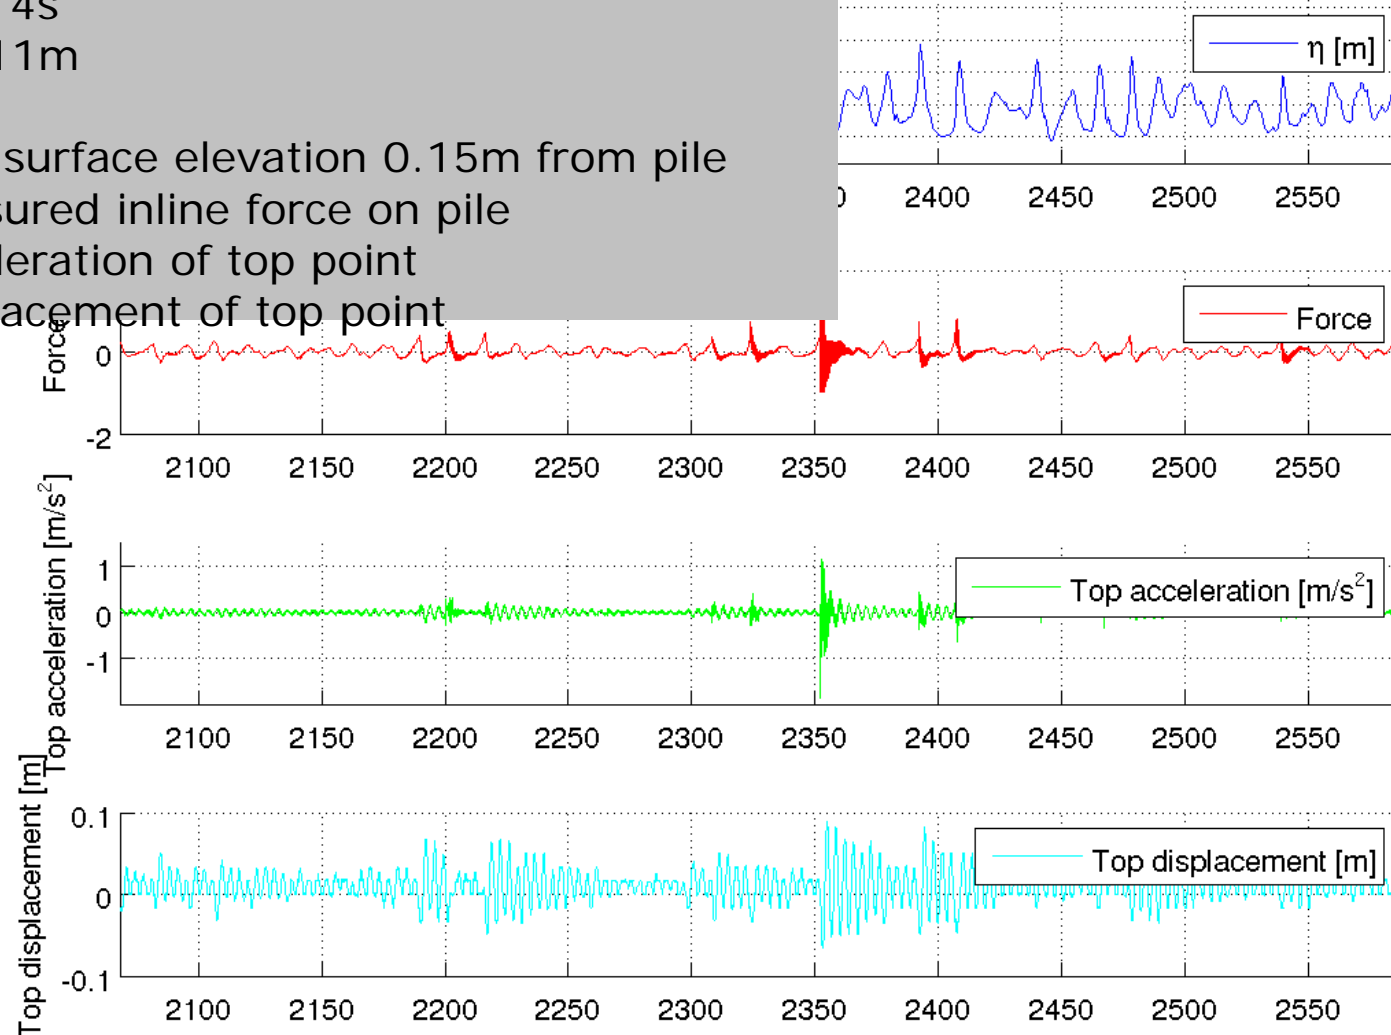 4s
11m
surface elevation 0.15m from pile
sured inline force on pile
leration of top point
acement of top point
η [m]
2400 2450 2500 2550
Force
Force
0
-2
2100 2150 2200 2250 2300 2350 2400 2450 2500 2550
Top acceleration [m/s²]
Top acceleration [m/s²]
1
0
-1
2100 2150 2200 2250 2300 2350 2400 2450 2500 2550
Top displacement [m]
Top displacement [m]
0.1
0
-0.1
2100 2150 2200 2250 2300 2350 2400 2450 2500 2550